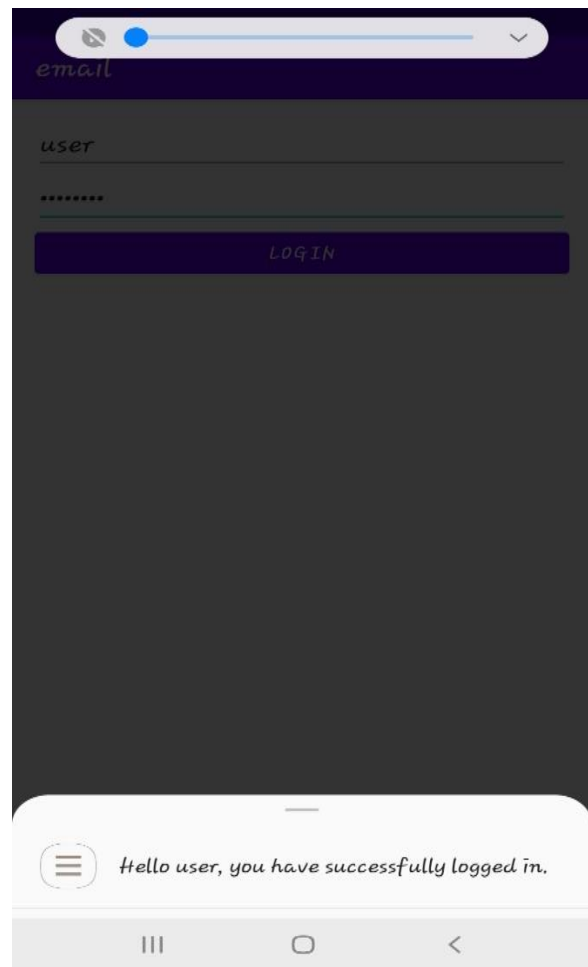 email
user
••••••••
LOGIN
Hello user, you have successfully logged in.